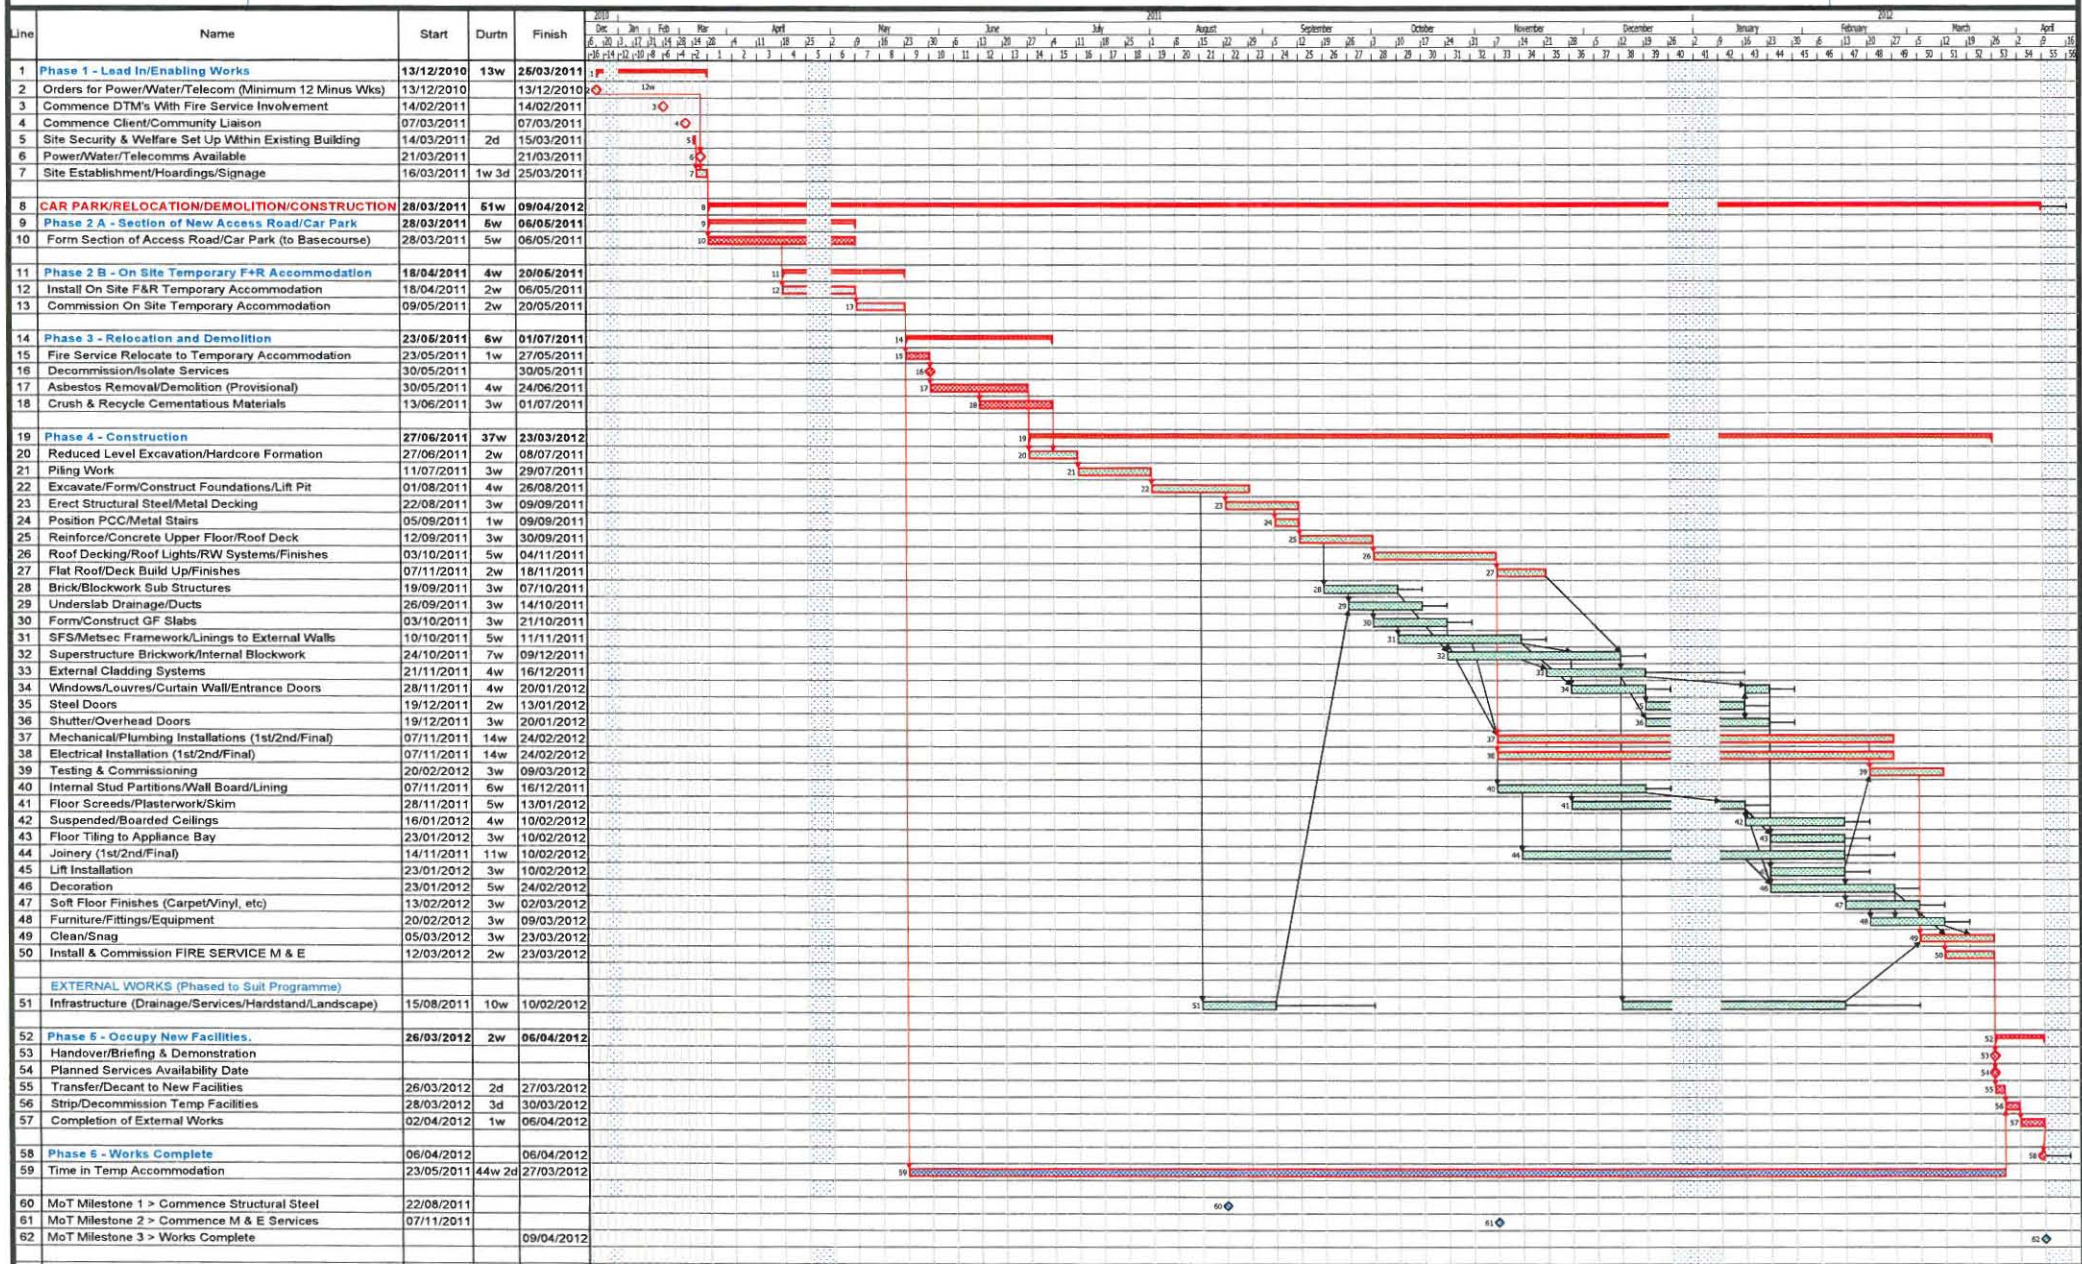 Line Name Start Durtn Finish
2010 2011 2012
Dec Jan Feb Mar April May June July August September October November December January February March April
1 Phase 1 - Lead In/Enabling Works 13/12/2010 13w 25/03/2011
2 Orders for Power/Water/Telecom (Minimum 12 Minus Wks) 13/12/2010 13/12/2010 12w
3 Commence DTM's With Fire Service Involvement 14/02/2011 14/02/2011
4 Commence Client/Community Liaison 07/03/2011 07/03/2011
5 Site Security & Welfare Set Up Within Existing Building 14/03/2011 2d 15/03/2011
6 Power/Water/Telecomms Available 21/03/2011 21/03/2011
7 Site Establishment/Hoardings/Signage 16/03/2011 1w 3d 25/03/2011
8 CAR PARK/RELOCATION/DEMOLITION/CONSTRUCTION 28/03/2011 51w 09/04/2012
9 Phase 2 A - Section of New Access Road/Car Park 28/03/2011 5w 06/05/2011
10 Form Section of Access Road/Car Park (to Basecourse) 28/03/2011 5w 06/05/2011
11 Phase 2 B - On Site Temporary F+R Accommodation 18/04/2011 4w 20/05/2011
12 Install On Site F&R Temporary Accommodation 18/04/2011 2w 06/05/2011
13 Commission On Site Temporary Accommodation 09/05/2011 2w 20/05/2011
14 Phase 3 - Relocation and Demolition 23/05/2011 6w 01/07/2011
15 Fire Service Relocate to Temporary Accommodation 23/05/2011 1w 27/05/2011
16 Decommission/Isolate Services 30/05/2011 30/05/2011
17 Asbestos Removal/Demolition (Provisional) 30/05/2011 4w 24/06/2011
18 Crush & Recycle Cementatious Materials 13/06/2011 3w 01/07/2011
19 Phase 4 - Construction 27/06/2011 37w 23/03/2012
20 Reduced Level Excavation/Hardcore Formation 27/06/2011 2w 08/07/2011
21 Piling Work 11/07/2011 3w 29/07/2011
22 Excavate/Form/Construct Foundations/Lift Pit 01/08/2011 4w 26/08/2011
23 Erect Structural Steel/Metal Decking 22/08/2011 3w 09/09/2011
24 Position PCC/Metal Stairs 05/09/2011 1w 09/09/2011
25 Reinforce/Concrete Upper Floor/Roof Deck 12/09/2011 3w 30/09/2011
26 Roof Decking/Roof Lights/RW Systems/Finishes 03/10/2011 5w 04/11/2011
27 Flat Roof/Deck Build Up/Finishes 07/11/2011 2w 18/11/2011
28 Brick/Blockwork Sub Structures 19/09/2011 3w 07/10/2011
29 Underslab Drainage/Ducts 26/09/2011 3w 14/10/2011
30 Form/Construct GF Slabs 03/10/2011 3w 21/10/2011
31 SFS/Metsec Framework/Linings to External Walls 10/10/2011 5w 11/11/2011
32 Superstructure Brickwork/Internal Blockwork 24/10/2011 7w 09/12/2011
33 External Cladding Systems 21/11/2011 4w 16/12/2011
34 Windows/Louvres/Curtain Wall/Entrance Doors 28/11/2011 4w 20/01/2012
35 Steel Doors 19/12/2011 2w 13/01/2012
36 Shutter/Overhead Doors 19/12/2011 3w 20/01/2012
37 Mechanical/Plumbing Installations (1st/2nd/Final) 07/11/2011 14w 24/02/2012
38 Electrical Installation (1st/2nd/Final) 07/11/2011 14w 24/02/2012
39 Testing & Commissioning 20/02/2012 3w 09/03/2012
40 Internal Stud Partitions/Wall Board/Lining 07/11/2011 6w 16/12/2011
41 Floor Screeds/Plasterwork/Skim 28/11/2011 5w 13/01/2012
42 Suspended/Boarded Ceilings 16/01/2012 4w 10/02/2012
43 Floor Tiling to Appliance Bay 23/01/2012 3w 10/02/2012
44 Joinery (1st/2nd/Final) 14/11/2011 11w 10/02/2012
45 Lift Installation 23/01/2012 3w 10/02/2012
46 Decoration 23/01/2012 5w 24/02/2012
47 Soft Floor Finishes (Carpet/Vinyl, etc) 13/02/2012 3w 02/03/2012
48 Furniture/Fittings/Equipment 20/02/2012 3w 09/03/2012
49 Clean/Snag 05/03/2012 3w 23/03/2012
50 Install & Commission FIRE SERVICE M & E 12/03/2012 2w 23/03/2012
EXTERNAL WORKS (Phased to Suit Programme)
51 Infrastructure (Drainage/Services/Hardstand/Landscape) 15/08/2011 10w 10/02/2012
52 Phase 5 - Occupy New Facilities. 26/03/2012 2w 06/04/2012
53 Handover/Briefing & Demonstration
54 Planned Services Availability Date
55 Transfer/Decant to New Facilities 26/03/2012 2d 27/03/2012
56 Strip/Decommission Temp Facilities 28/03/2012 3d 30/03/2012
57 Completion of External Works 02/04/2012 1w 06/04/2012
58 Phase 6 - Works Complete 06/04/2012 06/04/2012
59 Time in Temp Accommodation 23/05/2011 44w 2d 27/03/2012
60 MoT Milestone 1 > Commence Structural Steel 22/08/2011
61 MoT Milestone 2 > Commence M & E Services 07/11/2011
62 MoT Milestone 3 > Works Complete 09/04/2012